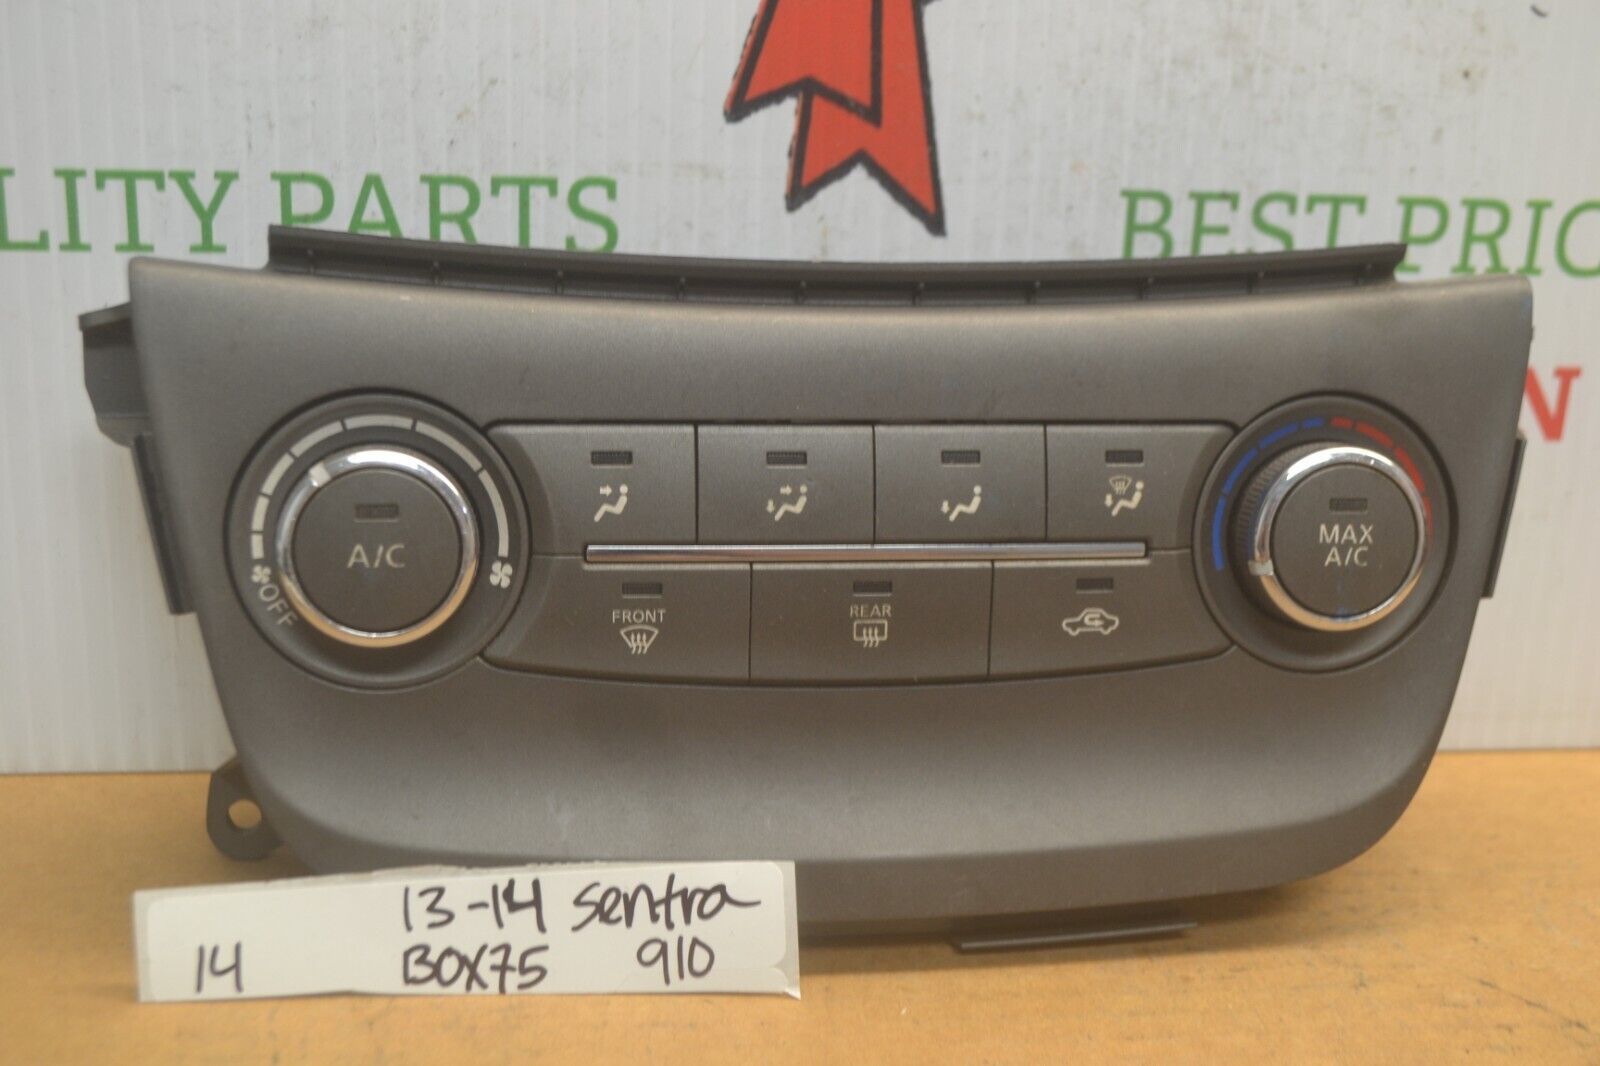 LITY PARTS
BEST PRIC
N
A/C
OFF
MAX
A/C
FRONT
REAR
13-14 Sentra
14 BOX75 910